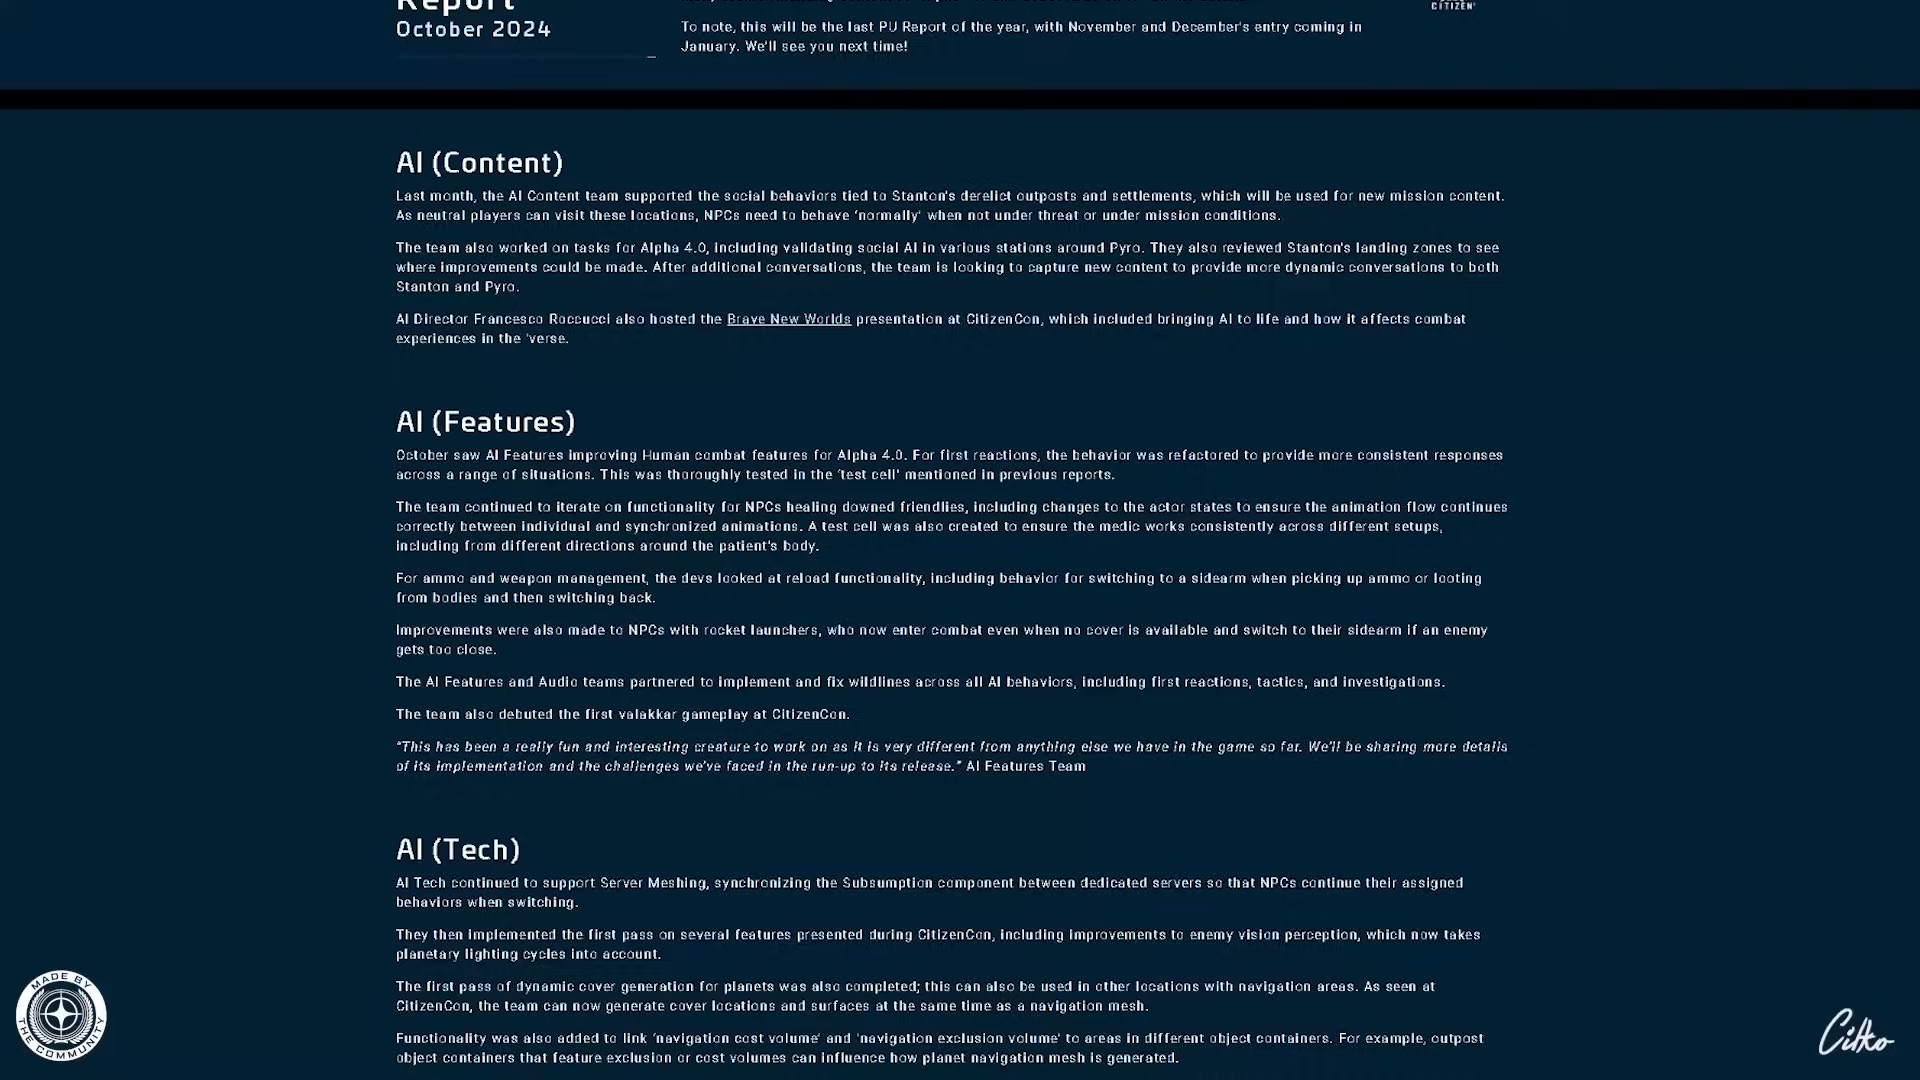 Report
CITIZEN
October 2024
To note, this will be the last PU Report of the year, with November and December's entry coming in
January. We'll see you next time!
AI (Content)
Last month, the AI Content team supported the social behaviors tied to Stanton's derelict outposts and settlements, which will be used for new mission content.
As neutral players can visit these locations, NPCs need to behave 'normally' when not under threat or under mission conditions.
The team also worked on tasks for Alpha 4.0, including validating social AI in various stations around Pyro. They also reviewed Stanton's landing zones to see
where improvements could be made. After additional conversations, the team is looking to capture new content to provide more dynamic conversations to both
Stanton and Pyro.
AI Director Francesco Roccucci also hosted the Brave New Worlds presentation at CitizenCon, which included bringing AI to life and how it affects combat
experiences in the 'verse.
AI (Features)
October saw AI Features improving Human combat features for Alpha 4.0. For first reactions, the behavior was refactored to provide more consistent responses
across a range of situations. This was thoroughly tested in the 'test cell' mentioned in previous reports.
The team continued to iterate on functionality for NPCs healing downed friendlies, including changes to the actor states to ensure the animation flow continues
correctly between individual and synchronized animations. A test cell was also created to ensure the medic works consistently across different setups,
including from different directions around the patient's body.
For ammo and weapon management, the devs looked at reload functionality, including behavior for switching to a sidearm when picking up ammo or looting
from bodies and then switching back.
Improvements were also made to NPCs with rocket launchers, who now enter combat even when no cover is available and switch to their sidearm if an enemy
gets too close.
The AI Features and Audio teams partnered to implement and fix wildlines across all AI behaviors, including first reactions, tactics, and investigations.
The team also debuted the first valakkar gameplay at CitizenCon.
"This has been a really fun and interesting creature to work on as it is very different from anything else we have in the game so far. We'll be sharing more details
of its implementation and the challenges we've faced in the run-up to its release." AI Features Team
AI (Tech)
AI Tech continued to support Server Meshing, synchronizing the Subsumption component between dedicated servers so that NPCs continue their assigned
behaviors when switching.
They then implemented the first pass on several features presented during CitizenCon, including improvements to enemy vision perception, which now takes
planetary lighting cycles into account.
The first pass of dynamic cover generation for planets was also completed; this can also be used in other locations with navigation areas. As seen at
CitizenCon, the team can now generate cover locations and surfaces at the same time as a navigation mesh.
Functionality was also added to link 'navigation cost volume' and 'navigation exclusion volume' to areas in different object containers. For example, outpost
object containers that feature exclusion or cost volumes can influence how planet navigation mesh is generated.
MADE BY
THE COMMUNITY